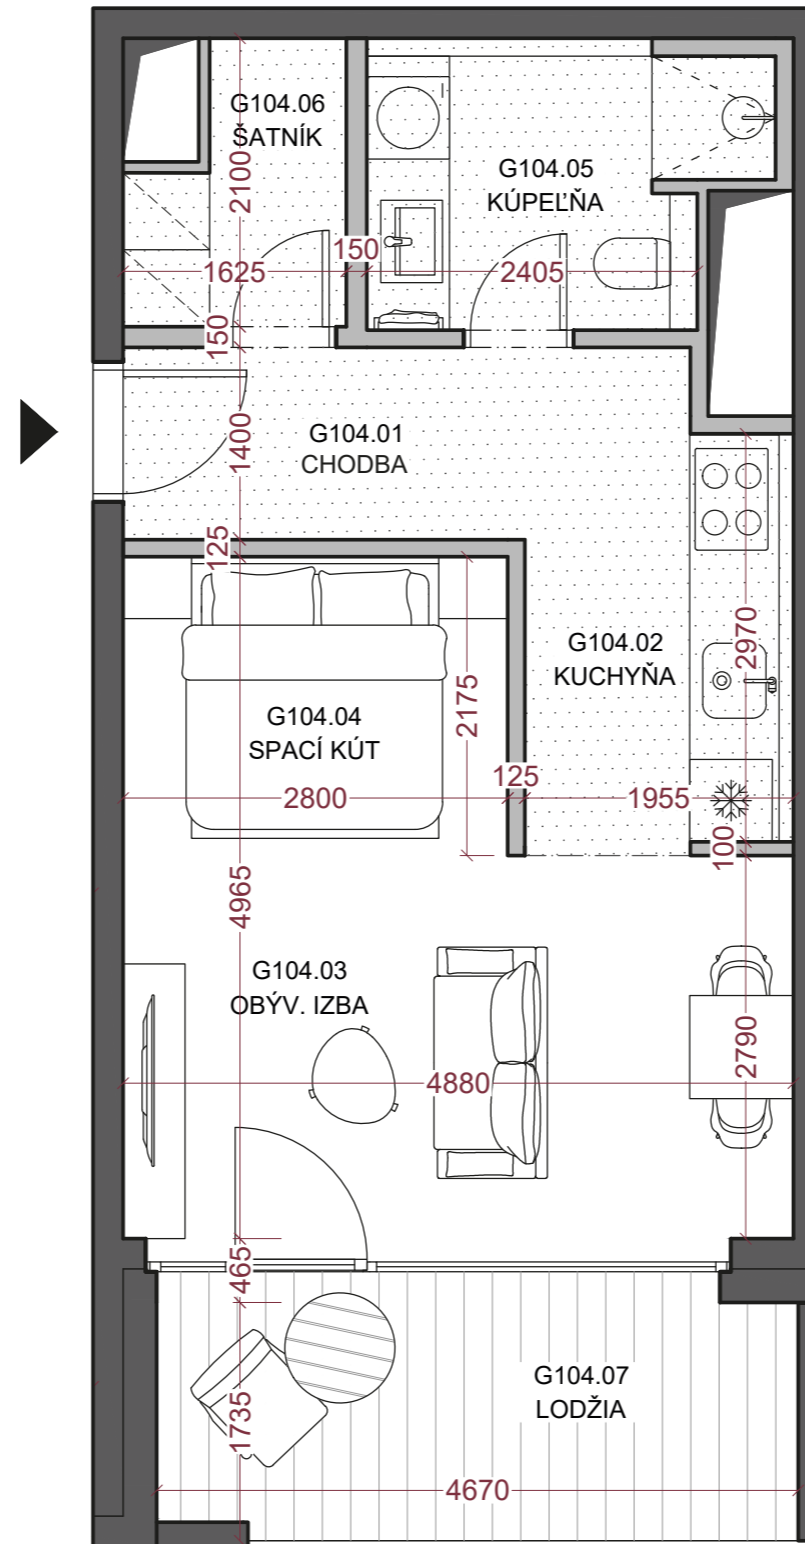 G104.06
ŠATNÍK
2100
G104.05
KÚPEĽŇA
150
1625
2405
150
G104.01
CHODBA
1400
125
2970
G104.02
KUCHYŇA
2175
G104.04
SPACÍ KÚT
125
2800
1955
100
4965
G104.03
OBÝV. IZBA
2790
4880
465
G104.07
LODŽIA
1735
4670